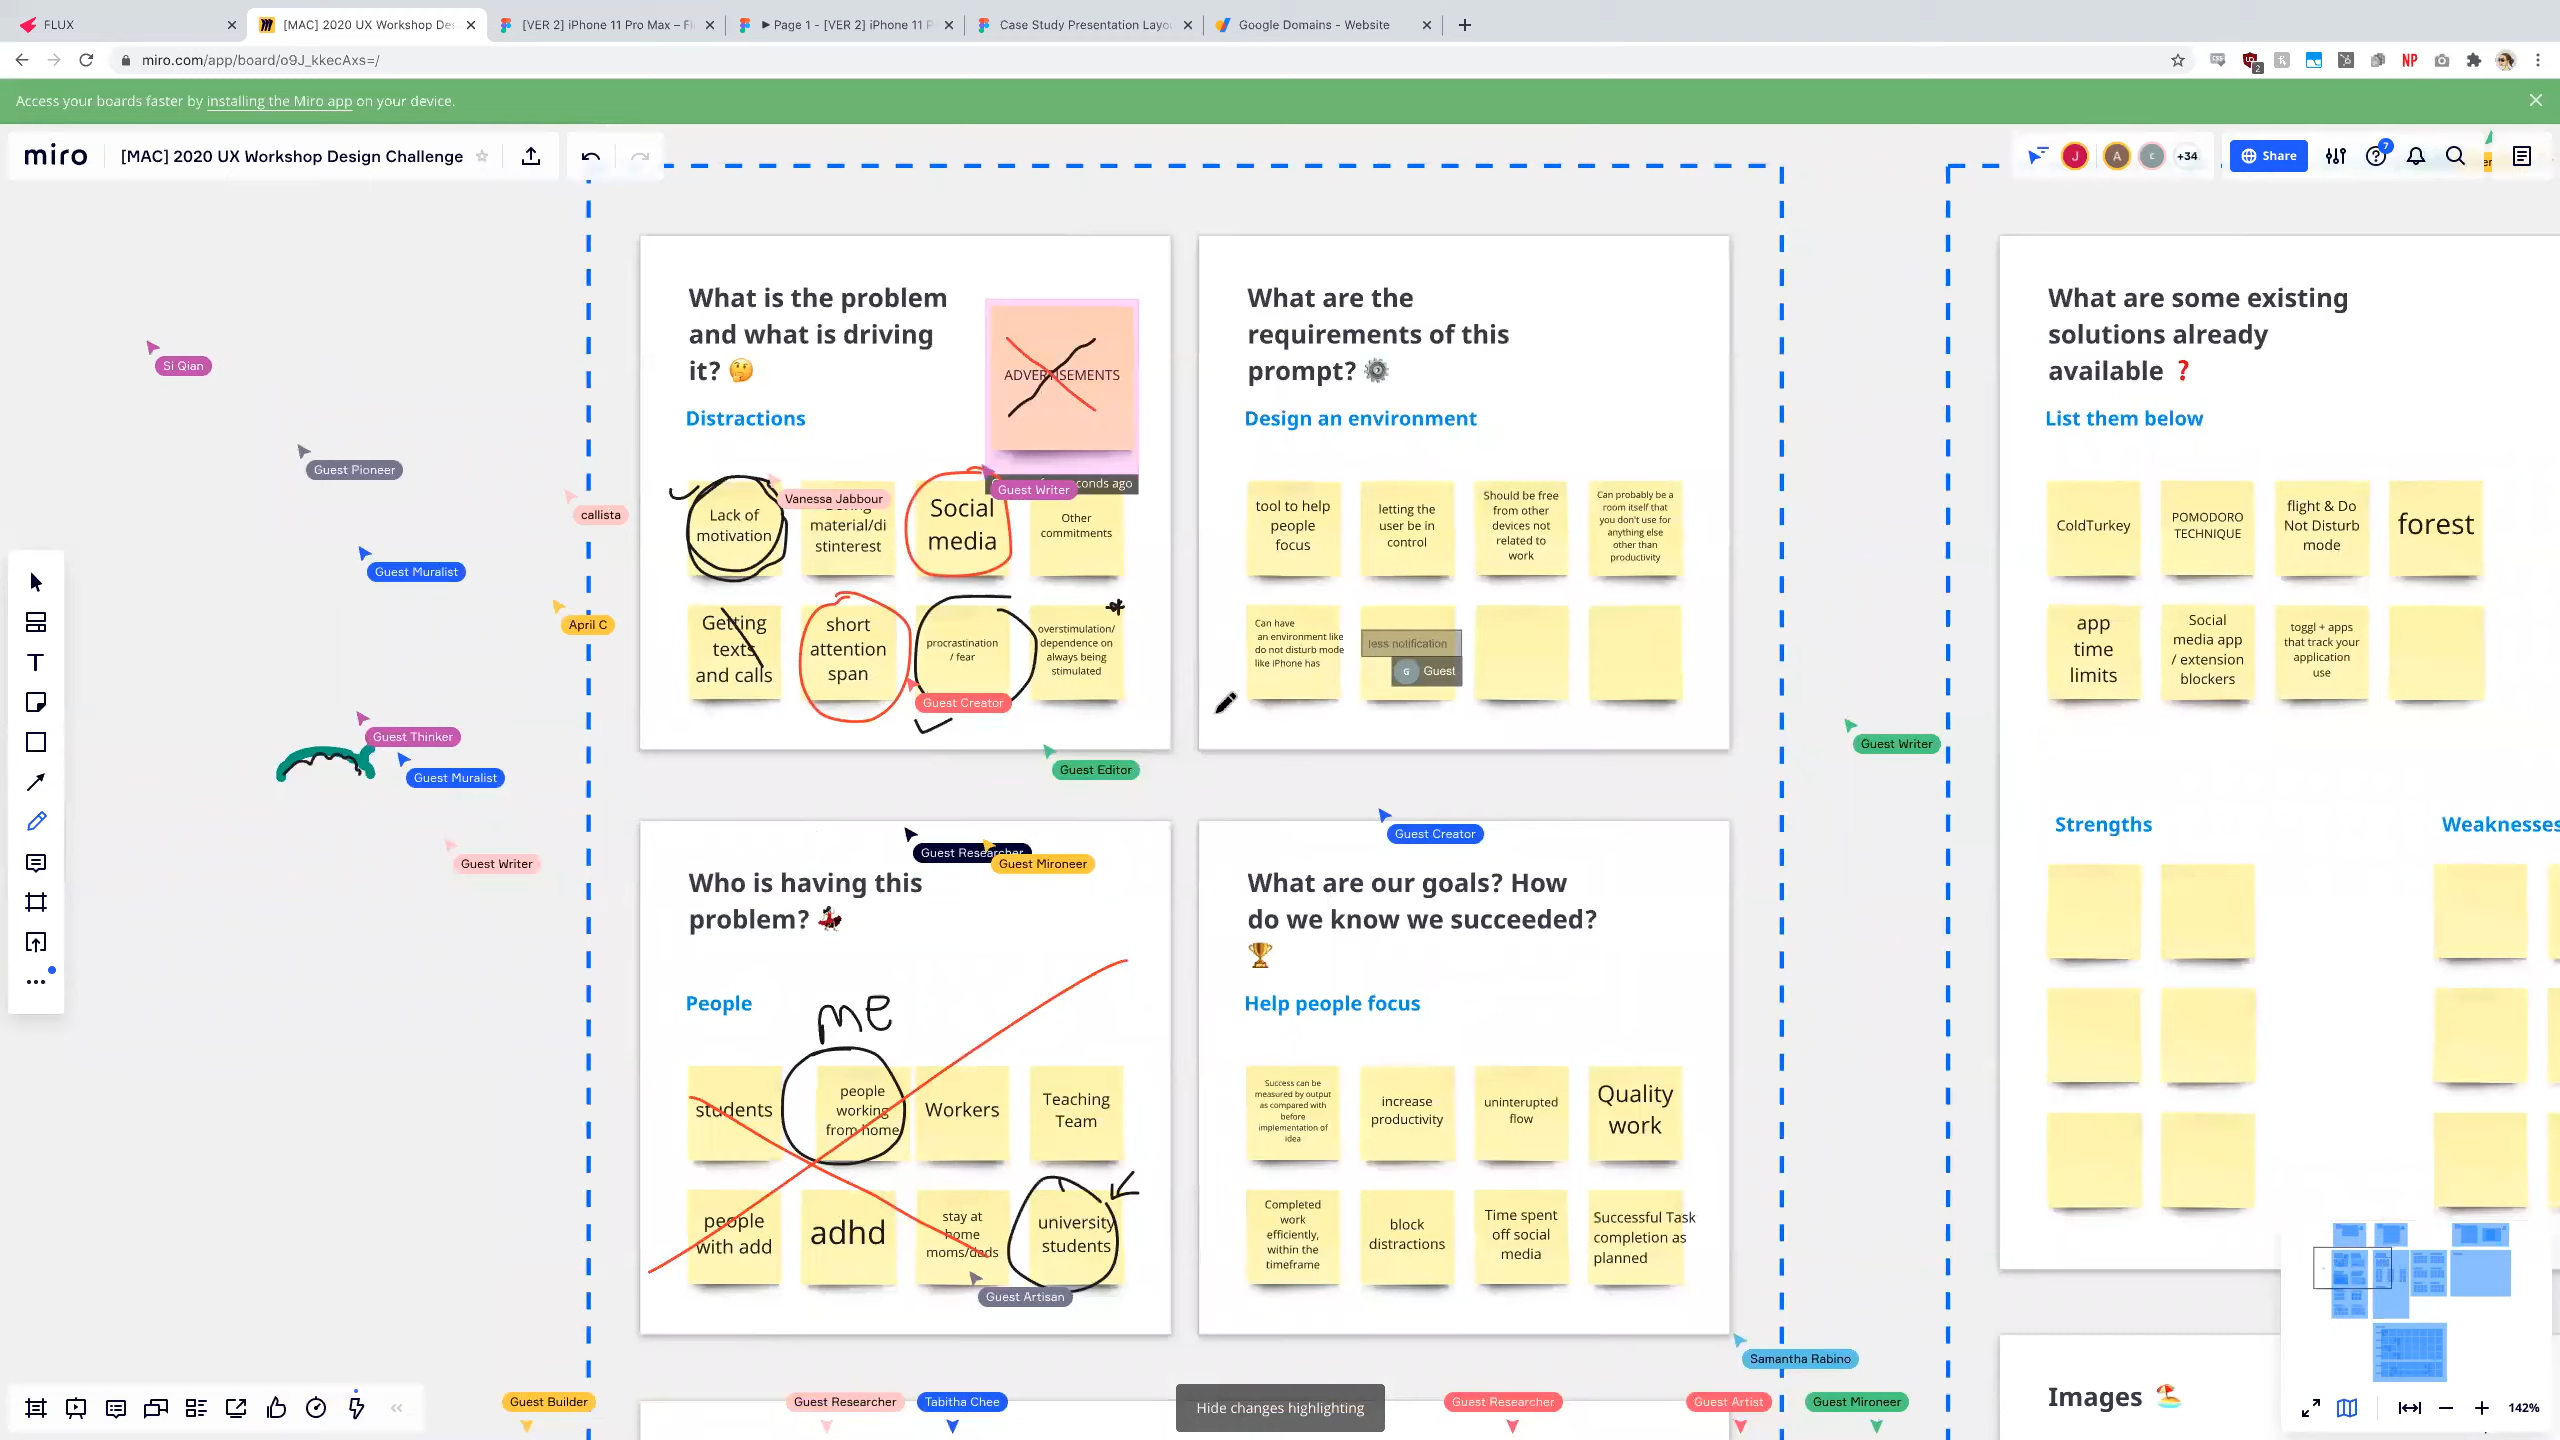 FLUX
[MAC] 2020 UX Workshop Des
[VER 2] iPhone 11 Pro Max – F
Page 1 - [VER 2] iPhone 11 P
Case Study Presentation Layou
Google Domains - Website
miro.com/app/board/o9J_kkecAxs=/
2
NP
Access your boards faster by installing the Miro app on your device.
miro
[MAC] 2020 UX Workshop Design Challenge
J
A
C
+34
Share
7
What is the problem
and what is driving
it? 🤔
Distractions
ADVERTISEMENTS
conds ago
Guest Writer
Lack of
motivation
Vanessa Jabbour
material/di
stinterest
Social
media
Other
commitments
Getting
texts
and calls
short
attention
span
procrastination
/ fear
overstimulation/
dependence on
always being
stimulated
Guest Creator
Guest Editor
What are the
requirements of this
prompt? ⚙️
Design an environment
tool to help
people
focus
letting the
user be in
control
Should be free
from other
devices not
related to
work
Can probably be a
room itself that
you don't use for
anything else
other than
productivity
Can have
an environment like
do not disturb mode
like iPhone has
less notification
G Guest
What are some existing
solutions already
available ❓
List them below
ColdTurkey
POMODORO
TECHNIQUE
flight & Do
Not Disturb
mode
forest
app
time
limits
Social
media app
/ extension
blockers
toggl + apps
that track your
application
use
Strengths
Weaknesses
Si Qian
Guest Pioneer
callista
Guest Muralist
April C
Guest Thinker
Guest Muralist
Guest Writer
Guest Writer
Guest Researcher
Guest Mironeer
Guest Creator
Who is having this
problem? 💃
People
me
students
people
working
from home
Workers
Teaching
Team
people
with add
adhd
stay at
home
moms/dads
university
students
Guest Artisan
What are our goals? How
do we know we succeeded?
🏆
Help people focus
Success can be
measured by output
as compared with
before
implementation of
idea
increase
productivity
uninterupted
flow
Quality
work
Completed
work
efficiently,
within the
timeframe
block
distractions
Time spent
off social
media
Successful Task
completion as
planned
Samantha Rabino
Images 🏖️
Guest Builder
Guest Researcher
Tabitha Chee
Hide changes highlighting
Guest Researcher
Guest Artist
Guest Mironeer
142%